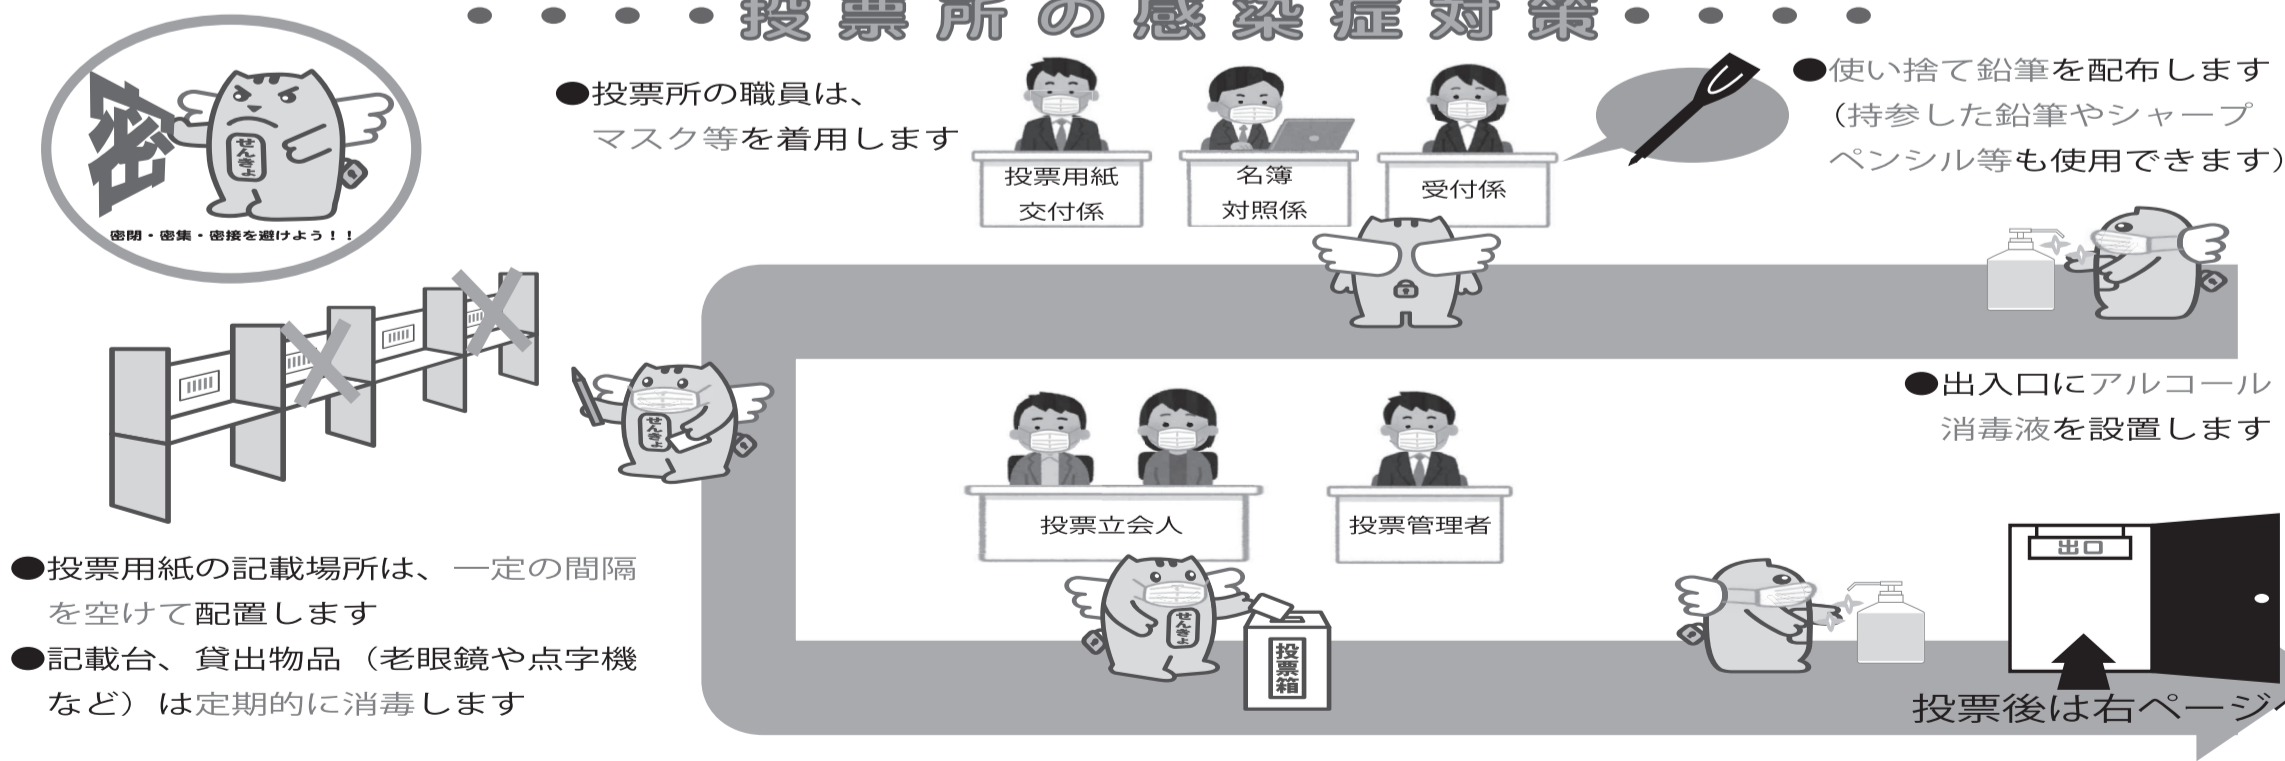 投票所の感染症対策
密
せんきょ
密閉・密集・密接を避けよう！！
●投票所の職員は、
マスク等を着用します
投票用紙
交付係
名簿
対照係
受付係
●使い捨て鉛筆を配布します
（持参した鉛筆やシャープ
ペンシル等も使用できます）
●出入口にアルコール
消毒液を設置します
せんきょ
●投票用紙の記載場所は、一定の間隔
を空けて配置します
●記載台、貸出物品（老眼鏡や点字機
など）は定期的に消毒します
投票立会人
投票管理者
せんきょ
投票箱
出口
投票後は右ページへ